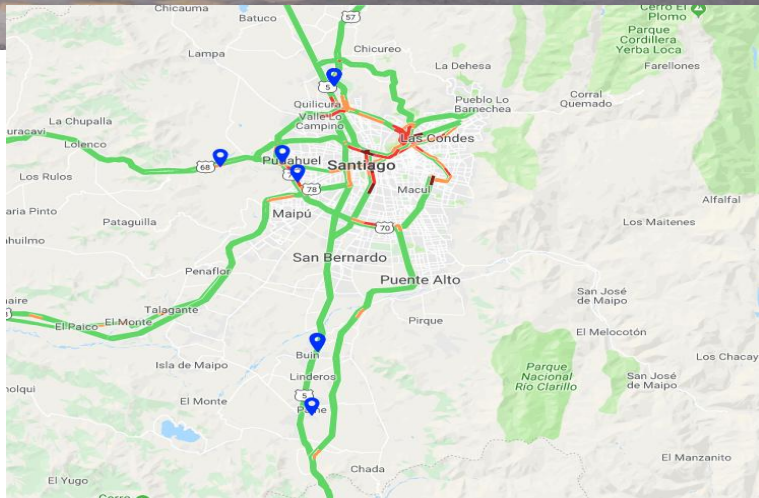 Chicauma
Batuco
57
Cerro El
Plomo
Parque
Cordillera
Yerba Loca
Chicureo
Lampa
La Dehesa
Farellones
5
Quilicura
Valle Lo
Campino
Pueblo Lo
Barnechea
Corral
Quemado
La Chupalla
uracavi
Lolenco
Las Condes
68
Pudahuel
Santiago
Los Rulos
78
Macul
Alfalfal
aria Pinto
Pataguilla
Maipú
Los Maitenes
70
ahuilmo
San Bernardo
Peñaflor
Puente Alto
San José
de Maipo
naire
Talagante
El Paico
El Monte
Pirque
El Melocotón
Buin
Isla de Maipo
Linderos
Parque
Nacional
Río Clarillo
Los Chacay
San José
de Maipo
holqui
El Monte
5
Paine
El Manzanito
Chada
El Yugo
Cerro